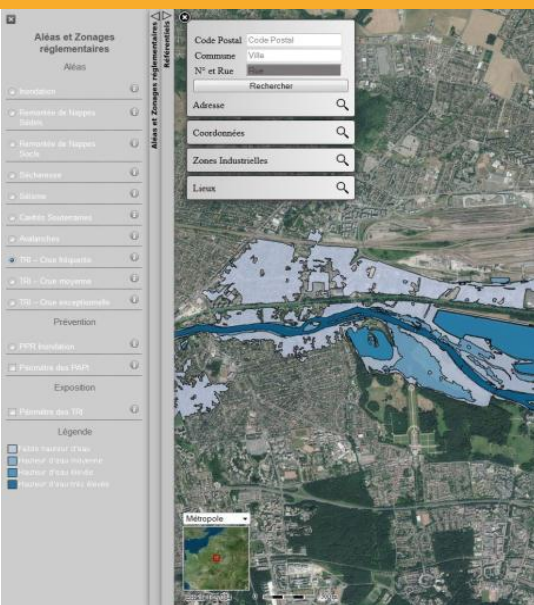 Aléas et Zonages
réglementaires
Aléas
Inondation
Remontée de Nappes
Sédim.
Remontée de Nappes
Socle
Sécheresse
Séisme
Cavités Souterraines
Avalanches
TRI – Crue fréquente
TRI – Crue moyenne
TRI – Crue exceptionnelle
Prévention
PPR Inondation
Périmètre des PAPI
Exposition
Périmètre des TRI
Légende
Faible hauteur d'eau
Hauteur d'eau moyenne
Hauteur d'eau élevée
Hauteur d'eau très élevée
Aléas et Zonages réglementaires
Référentiels
Code Postal Code Postal
Commune Ville
N° et Rue Rue
Rechercher
Adresse
Coordonnées
Zones Industrielles
Lieux
Métropole